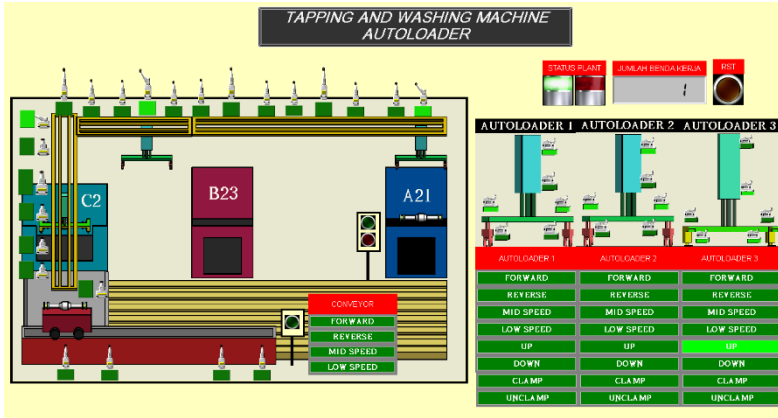 TAPPING AND WASHING MACHINE
AUTOLOADER
STATUS PLANT
JUMLAH BENDA KERJA
RST
1
AUTOLOADER 1
AUTOLOADER 2
AUTOLOADER 3
C2
B23
A21
AUTOLOADER 1
AUTOLOADER 2
AUTOLOADER 3
FORWARD
FORWARD
FORWARD
REVERSE
REVERSE
REVERSE
MID SPEED
MID SPEED
MID SPEED
LOW SPEED
LOW SPEED
LOW SPEED
UP
UP
UP
DOWN
DOWN
DOWN
CLAMP
CLAMP
CLAMP
UNCLAMP
UNCLAMP
UNCLAMP
CONVEYOR
FORWARD
REVERSE
MID SPEED
LOW SPEED